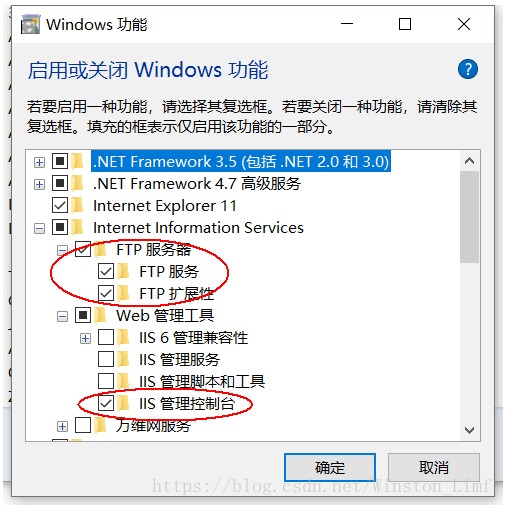 Windows 功能
启用或关闭 Windows 功能
若要启用一种功能，请选择其复选框。若要关闭一种功能，请清除其
复选框。填充的框表示仅启用该功能的一部分。
.NET Framework 3.5 (包括 .NET 2.0 和 3.0)
.NET Framework 4.7 高级服务
Internet Explorer 11
Internet Information Services
FTP 服务器
FTP 服务
FTP 扩展性
Web 管理工具
IIS 6 管理兼容性
IIS 管理服务
IIS 管理脚本和工具
IIS 管理控制台
万维网服务
确定
取消
https://blog.csdn.net/Winston_Limf